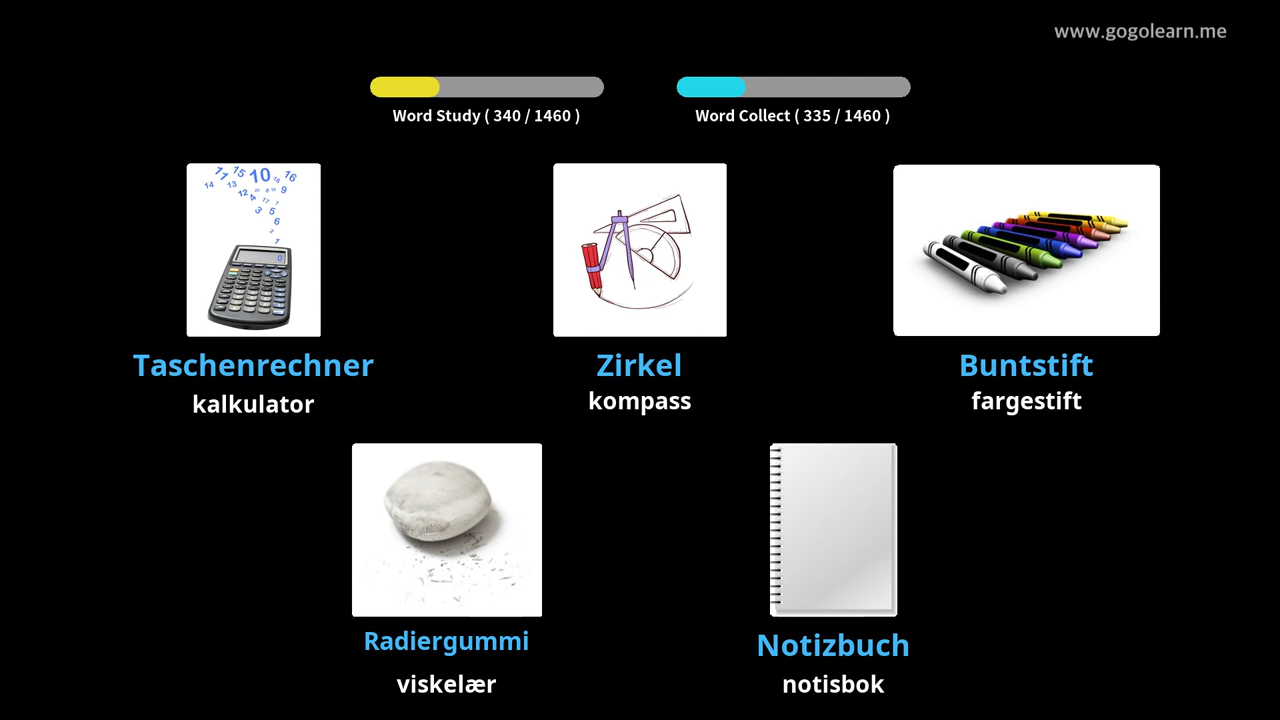 www.gogolearn.me
Word Study ( 340 / 1460 )
Word Collect ( 335 / 1460 )
Taschenrechner
kalkulator
Zirkel
kompass
Buntstift
fargestift
Radiergummi
viskelær
Notizbuch
notisbok